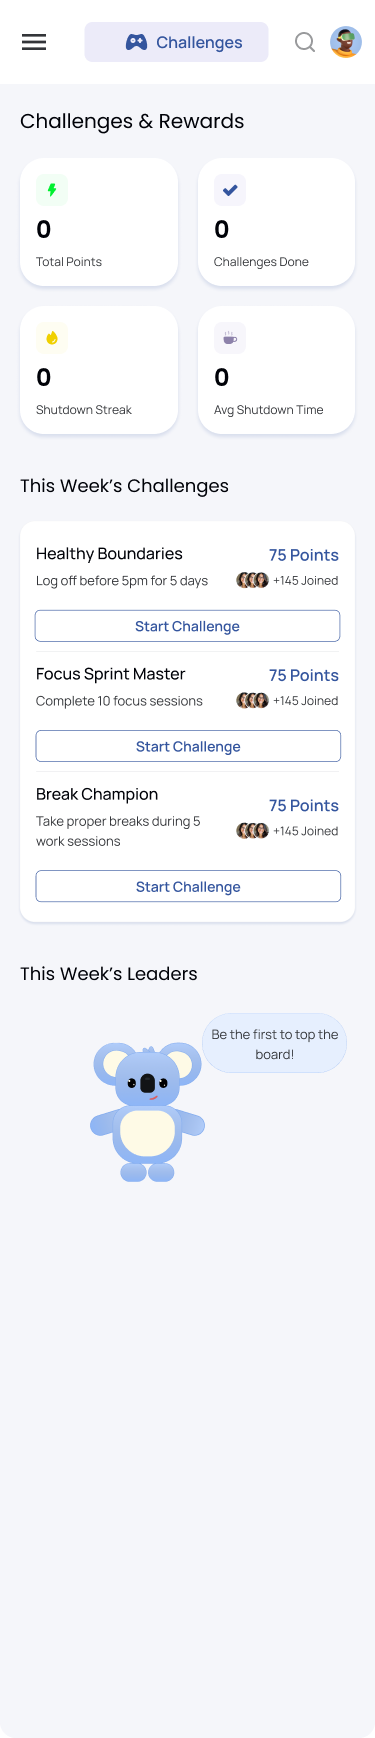 Challenges
Challenges & Rewards
0
Total Points
0
Challenges Done
0
Shutdown Streak
0
Avg Shutdown Time
This Week’s Challenges
Healthy Boundaries
75 Points
Log off before 5pm for 5 days
+145 Joined
Start Challenge
Focus Sprint Master
75 Points
Complete 10 focus sessions
+145 Joined
Start Challenge
Break Champion
75 Points
Take proper breaks during 5
work sessions
+145 Joined
Start Challenge
This Week’s Leaders
Be the first to top the
board!